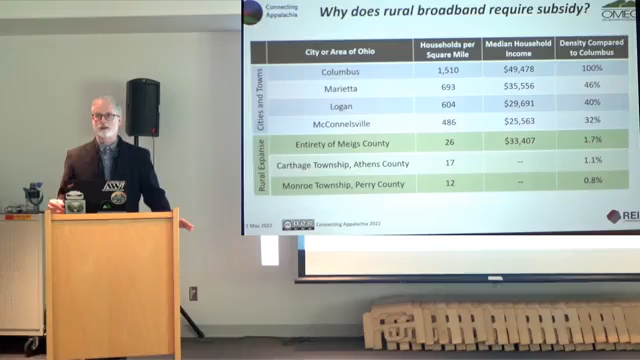 Connecting
Appalachia
Why does rural broadband require subsidy?
OMEG
City or Area of Ohio
Households per
Square Mile
Median Household
Income
Density Compared
to Columbus
Cities and Towns
Columbus 1,510 $49,478 100%
Marietta 693 $35,556 46%
Logan 604 $29,691 40%
McConnelsville 486 $25,563 32%
Rural Expanse
Entirety of Meigs County 26 $33,407 1.7%
Carthage Township, Athens County 17 -- 1.1%
Monroe Township, Perry County 12 -- 0.8%
May 2022
Connecting Appalachia 2022
REI